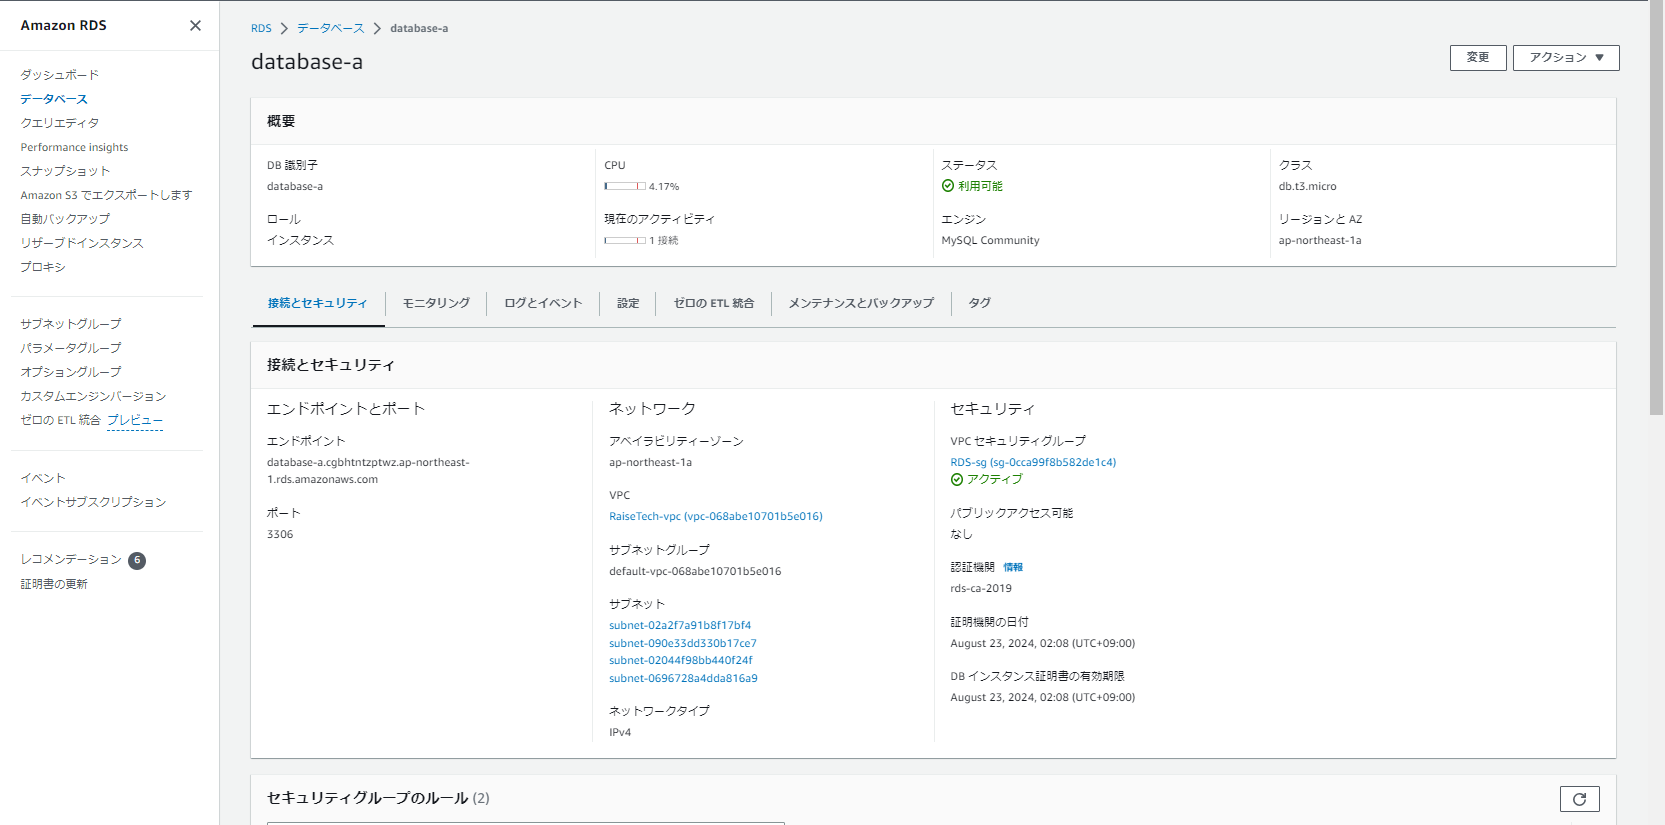 Amazon RDS
ダッシュボード
データベース
クエリエディタ
Performance insights
スナップショット
Amazon S3 でエクスポートします
自動バックアップ
リザーブドインスタンス
プロキシ
サブネットグループ
パラメータグループ
オプショングループ
カスタムエンジンバージョン
ゼロの ETL 統合 プレビュー
イベント
イベントサブスクリプション
レコメンデーション 6
証明書の更新
RDS > データベース > database-a
database-a
変更 アクション ▼
概要
DB 識別子
database-a
CPU
4.17%
ステータス
利用可能
クラス
db.t3.micro
ロール
インスタンス
現在のアクティビティ
1 接続
エンジン
MySQL Community
リージョンと AZ
ap-northeast-1a
接続とセキュリティ モニタリング ログとイベント 設定 ゼロの ETL 統合 メンテナンスとバックアップ タグ
接続とセキュリティ
エンドポイントとポート
エンドポイント
database-a.cgbhtntzptwz.ap-northeast-
1.rds.amazonaws.com
ポート
3306
ネットワーク
アベイラビリティーゾーン
ap-northeast-1a
VPC
RaiseTech-vpc (vpc-068abe10701b5e016)
サブネットグループ
default-vpc-068abe10701b5e016
サブネット
subnet-02a2f7a91b8f17bf4
subnet-090e33dd330b17ce7
subnet-02044f98bb440f24f
subnet-0696728a4dda816a9
ネットワークタイプ
IPv4
セキュリティ
VPC セキュリティグループ
RDS-sg (sg-0cca99f8b582de1c4)
アクティブ
パブリックアクセス可能
なし
認証機関 情報
rds-ca-2019
証明機関の日付
August 23, 2024, 02:08 (UTC+09:00)
DB インスタンス証明書の有効期限
August 23, 2024, 02:08 (UTC+09:00)
セキュリティグループのルール (2)